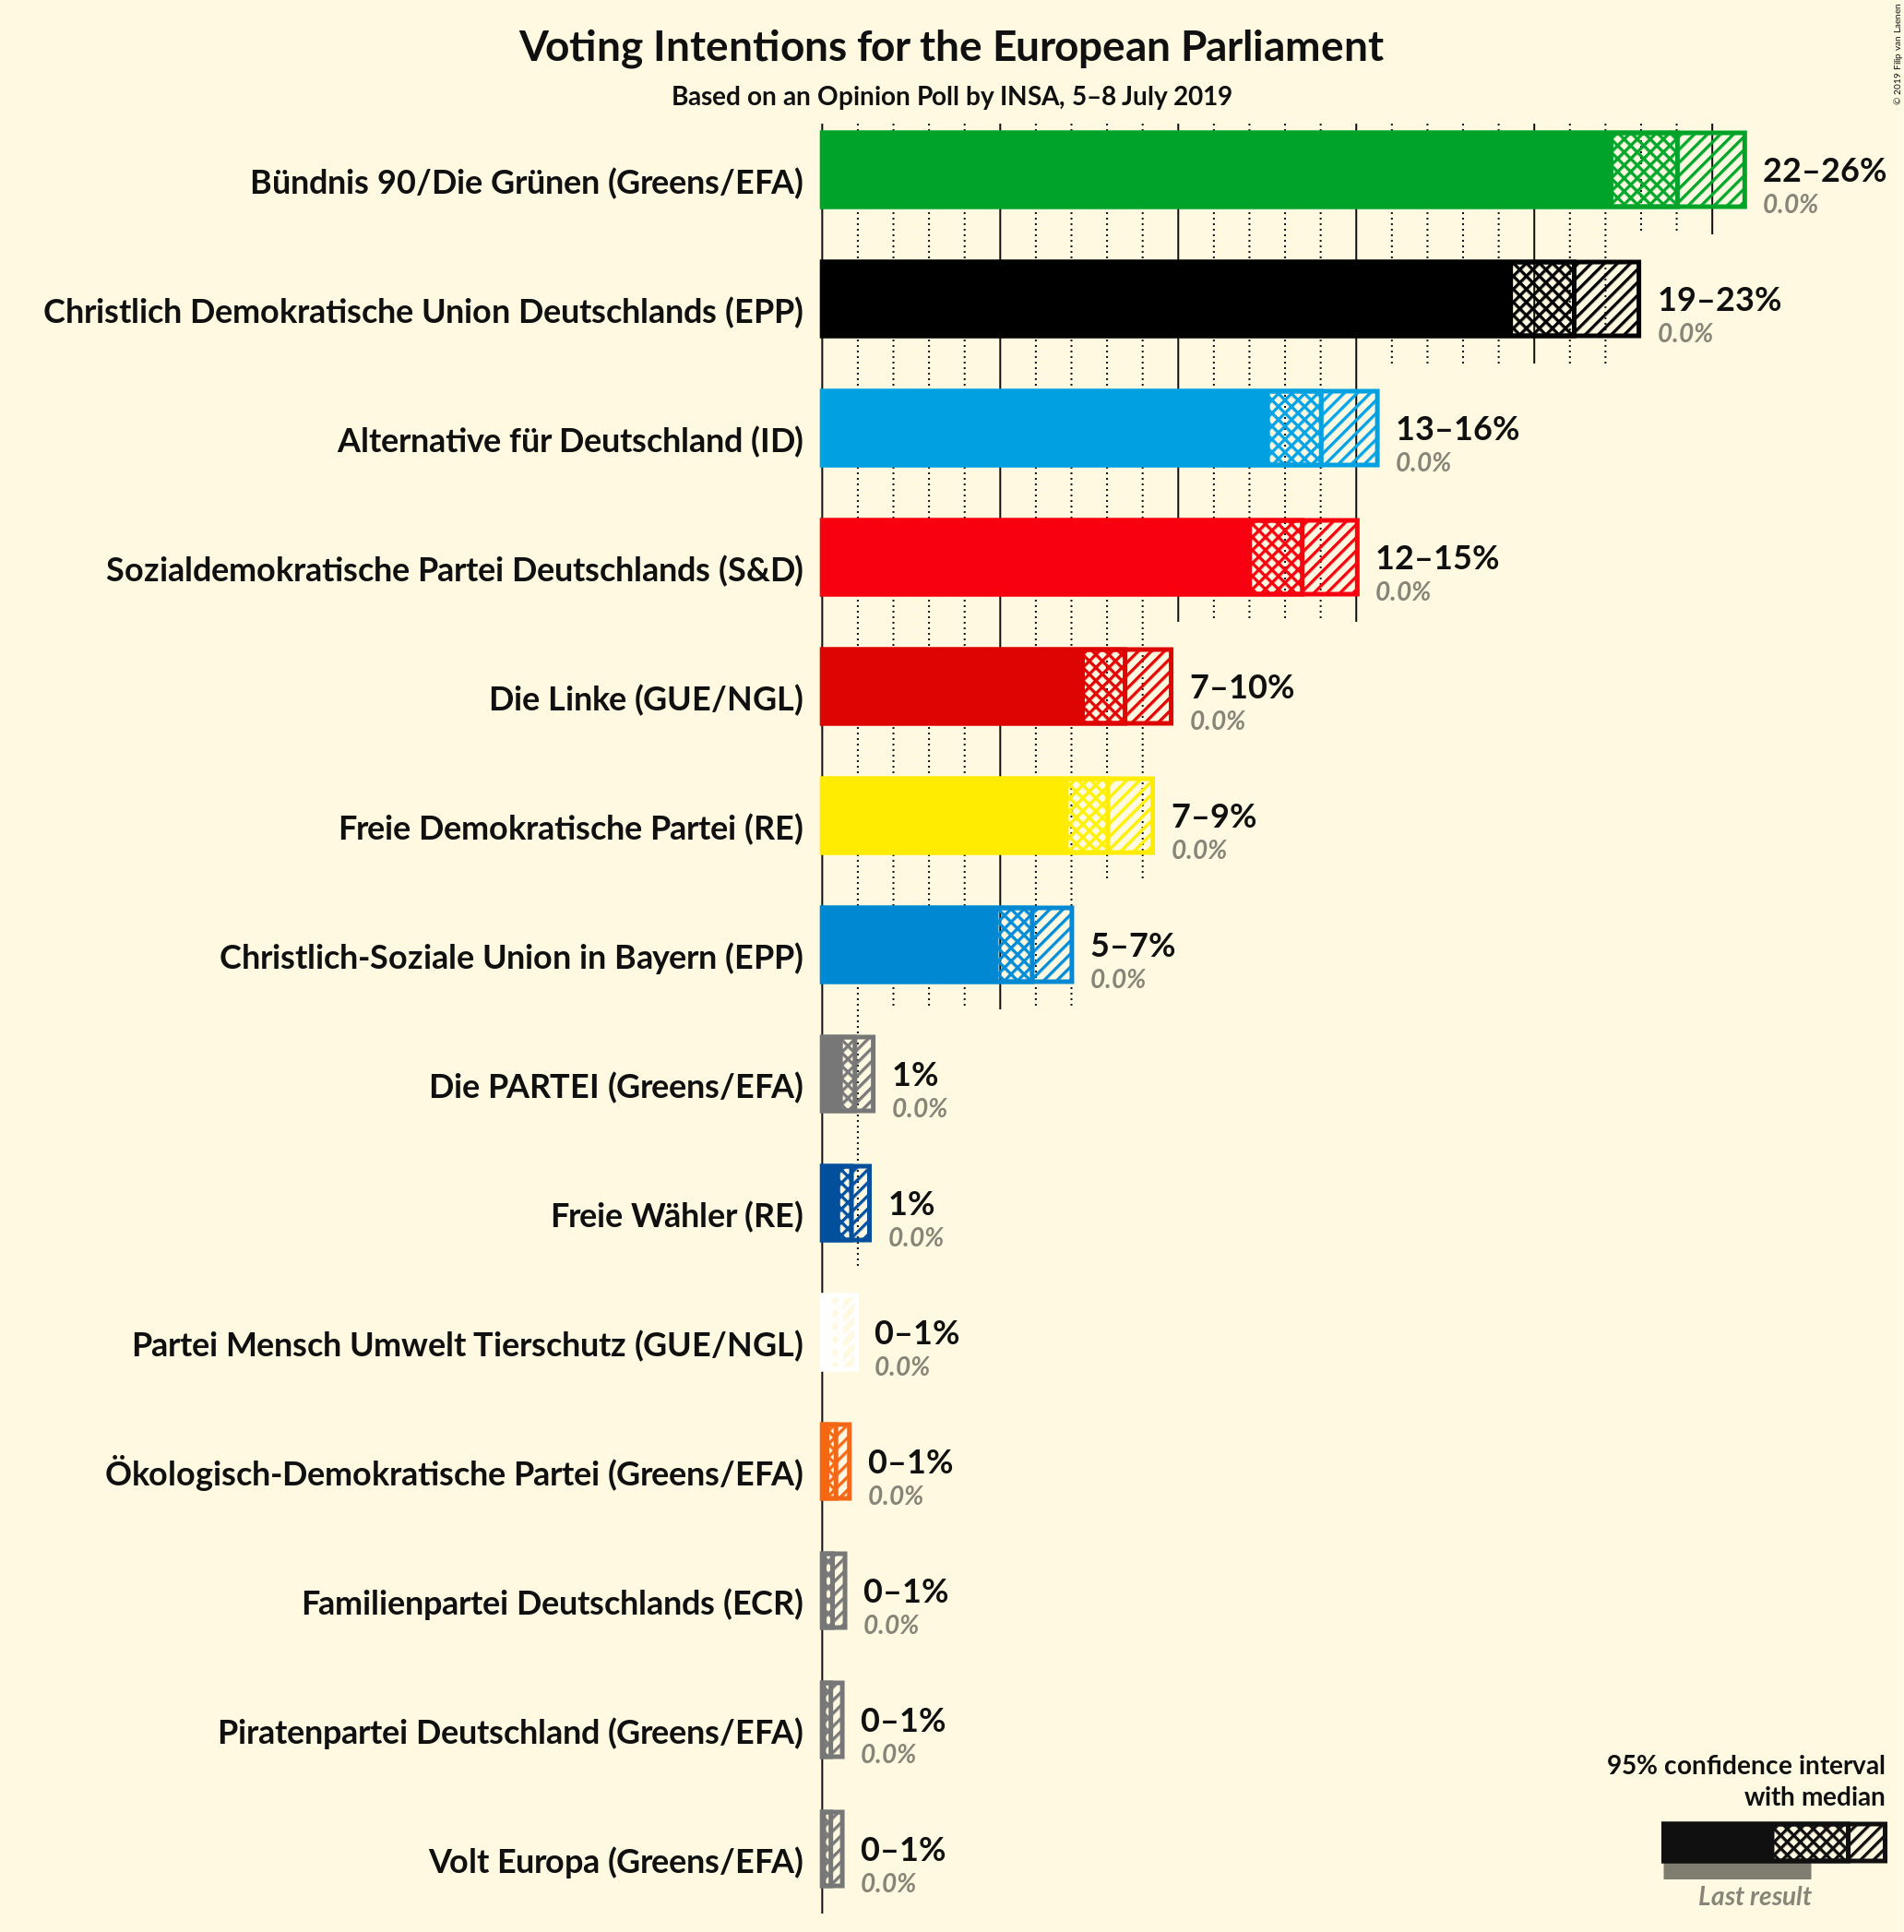 Voting Intentions for the European Parliament
Based on an Opinion Poll by INSA, 5–8 July 2019
© 2019 Filip van Laenen
Bündnis 90/Die Grünen (Greens/EFA)
22–26%
0.0%
Christlich Demokratische Union Deutschlands (EPP)
19–23%
0.0%
Alternative für Deutschland (ID)
13–16%
0.0%
Sozialdemokratische Partei Deutschlands (S&D)
12–15%
0.0%
Die Linke (GUE/NGL)
7–10%
0.0%
Freie Demokratische Partei (RE)
7–9%
0.0%
Christlich-Soziale Union in Bayern (EPP)
5–7%
0.0%
Die PARTEI (Greens/EFA)
1%
0.0%
Freie Wähler (RE)
1%
0.0%
Partei Mensch Umwelt Tierschutz (GUE/NGL)
0–1%
0.0%
Ökologisch-Demokratische Partei (Greens/EFA)
0–1%
0.0%
Familienpartei Deutschlands (ECR)
0–1%
0.0%
Piratenpartei Deutschland (Greens/EFA)
0–1%
0.0%
Volt Europa (Greens/EFA)
0–1%
0.0%
95% confidence interval
with median
Last result